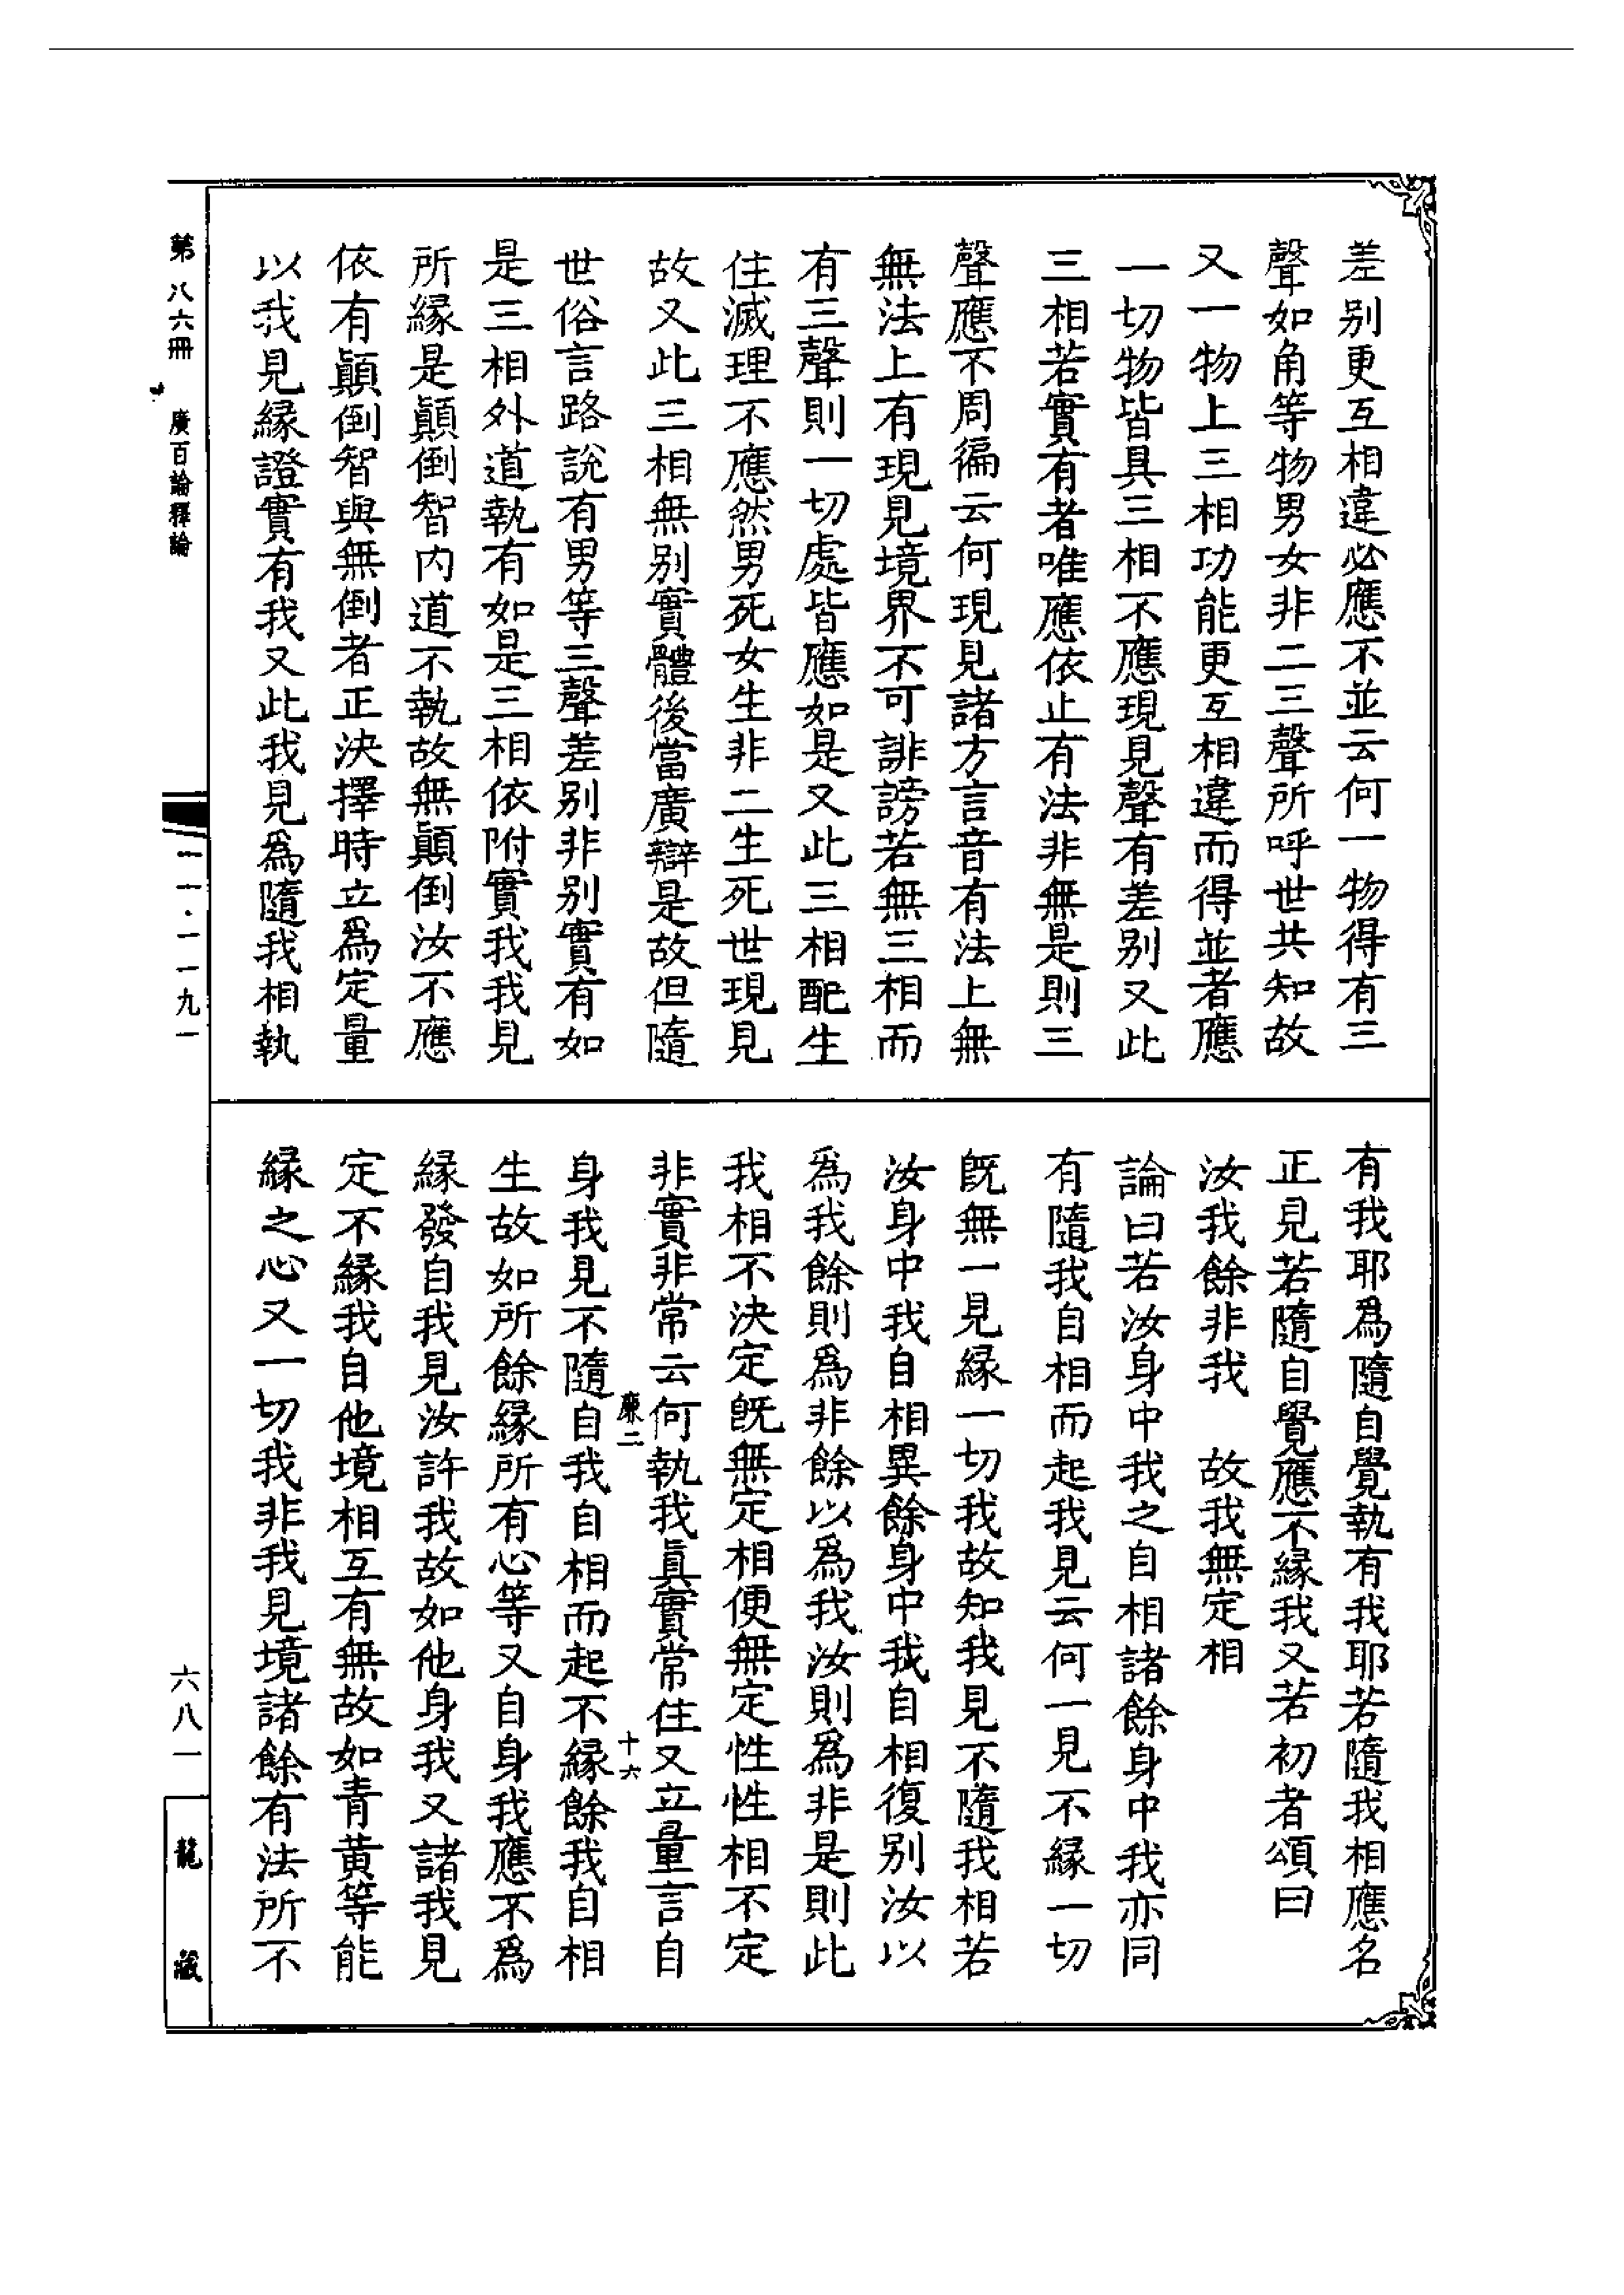 差別更互相違必應不並云何一物得有三
聲如角等物男女非二三聲所呼世共知故
又一物上三相功能更互相違而得並者應
一切物皆具三相不應現見聲有差別又此
三相若實有者唯應依止有法非無是則三
聲應不周徧云何現見諸方言音有法上無
無法上有現見境界不可誹謗若無三相而
有三聲則一切處皆應如是又此三相配生
住滅理不應然男死女生非二生死世現見
故又此三相無別實體後當廣辯是故但隨
世俗言路說有男等三聲差別非別實有如
是三相外道執有如是三相依附實我我見
所緣是顚倒智內道不執故無顚倒汝不應
依有顚倒智與無倒者正決擇時立爲定量
以我見緣證實有我又此我見爲隨我相執
有我耶爲隨自覺執有我耶若隨我相應名
正見若隨自覺應不緣我又若初者頌曰
汝我餘非我　故我無定相
論曰若汝身中我之自相諸餘身中我亦同
有隨我自相而起我見云何一見不緣一切
旣無一見緣一切我故知我見不隨我相若
汝身中我自相異餘身中我自相復別汝以
爲我餘則爲非餘以爲我汝則爲非是則此
我相不決定旣無定相便無定性性相不定
非實非常云何執我眞實常住又立量言自
廉二
十六
身我見不隨自我自相而起不緣餘我自相
生故如所餘緣所有心等又自身我應不爲
緣發自我見汝許我故如他身我又諸我見
定不緣我自他境相互有無故如青黃等能
緣之心又一切我非我見境諸餘有法所不
第八六冊
廣百論釋論
一一一·一一九一
六八一
龍藏